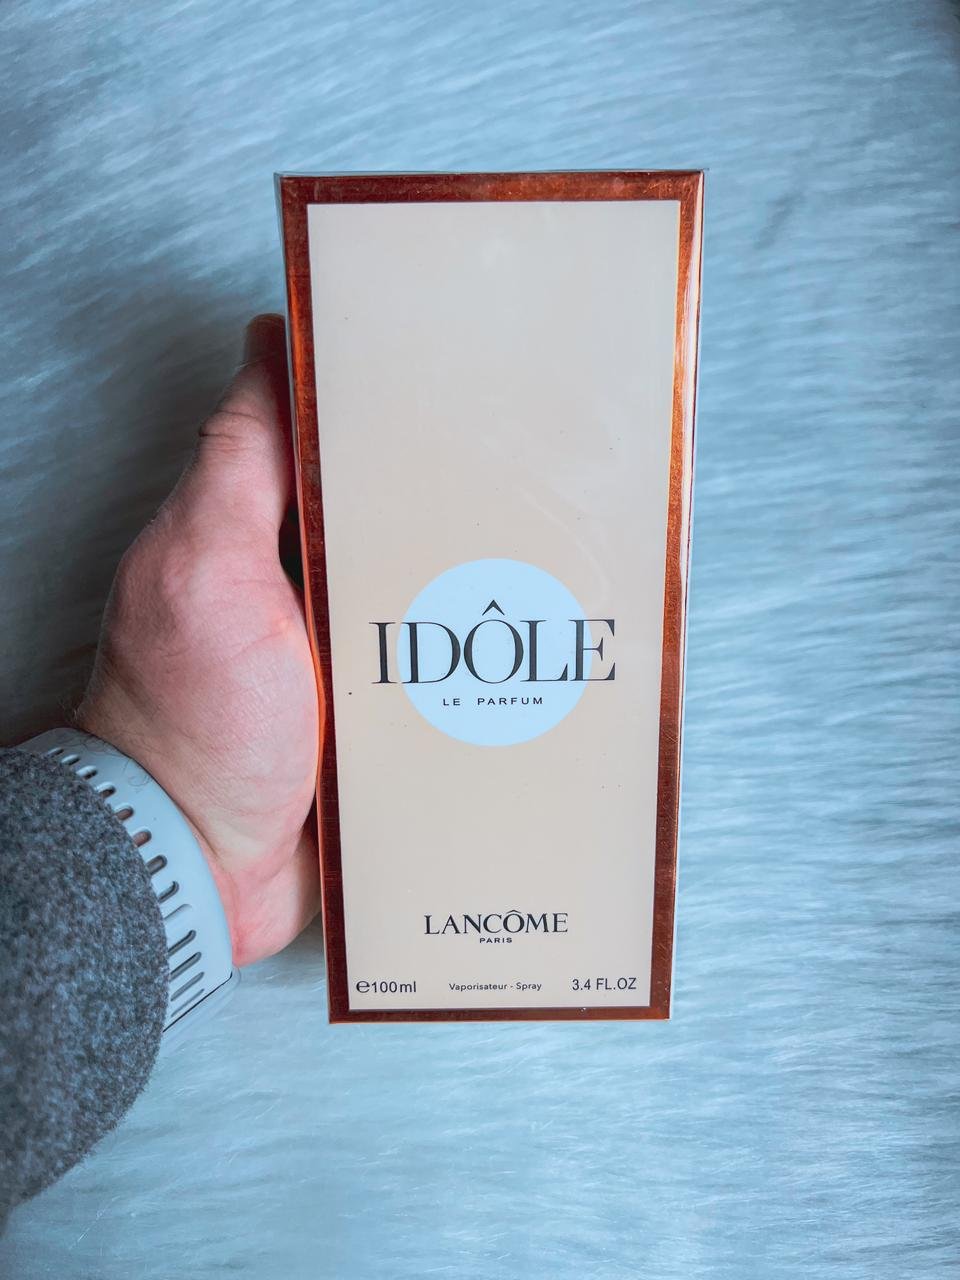 IDÔLE
LE PARFUM
LANCÔME
PARIS
℮100ml Vaporisateur - Spray 3.4 FL.OZ